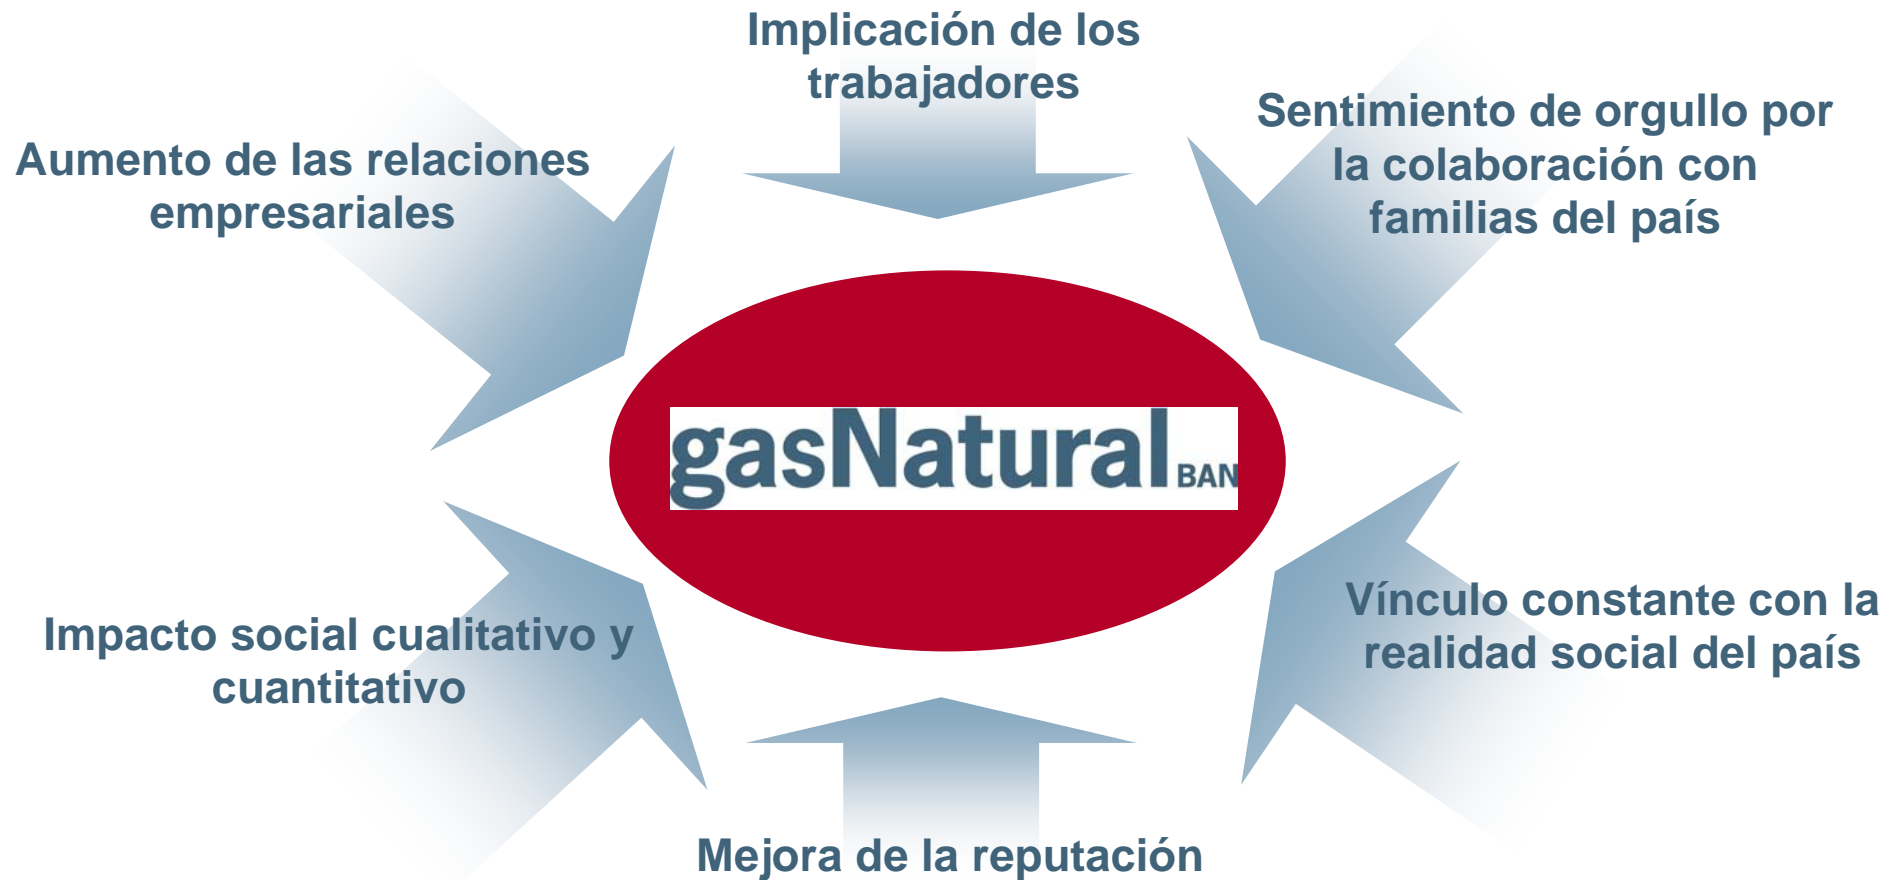 Implicación de los
trabajadores
Sentimiento de orgullo por
la colaboración con
familias del país
Aumento de las relaciones
empresariales
gasNatural BAN
Vínculo constante con la
realidad social del país
Impacto social cualitativo y
cuantitativo
Mejora de la reputación